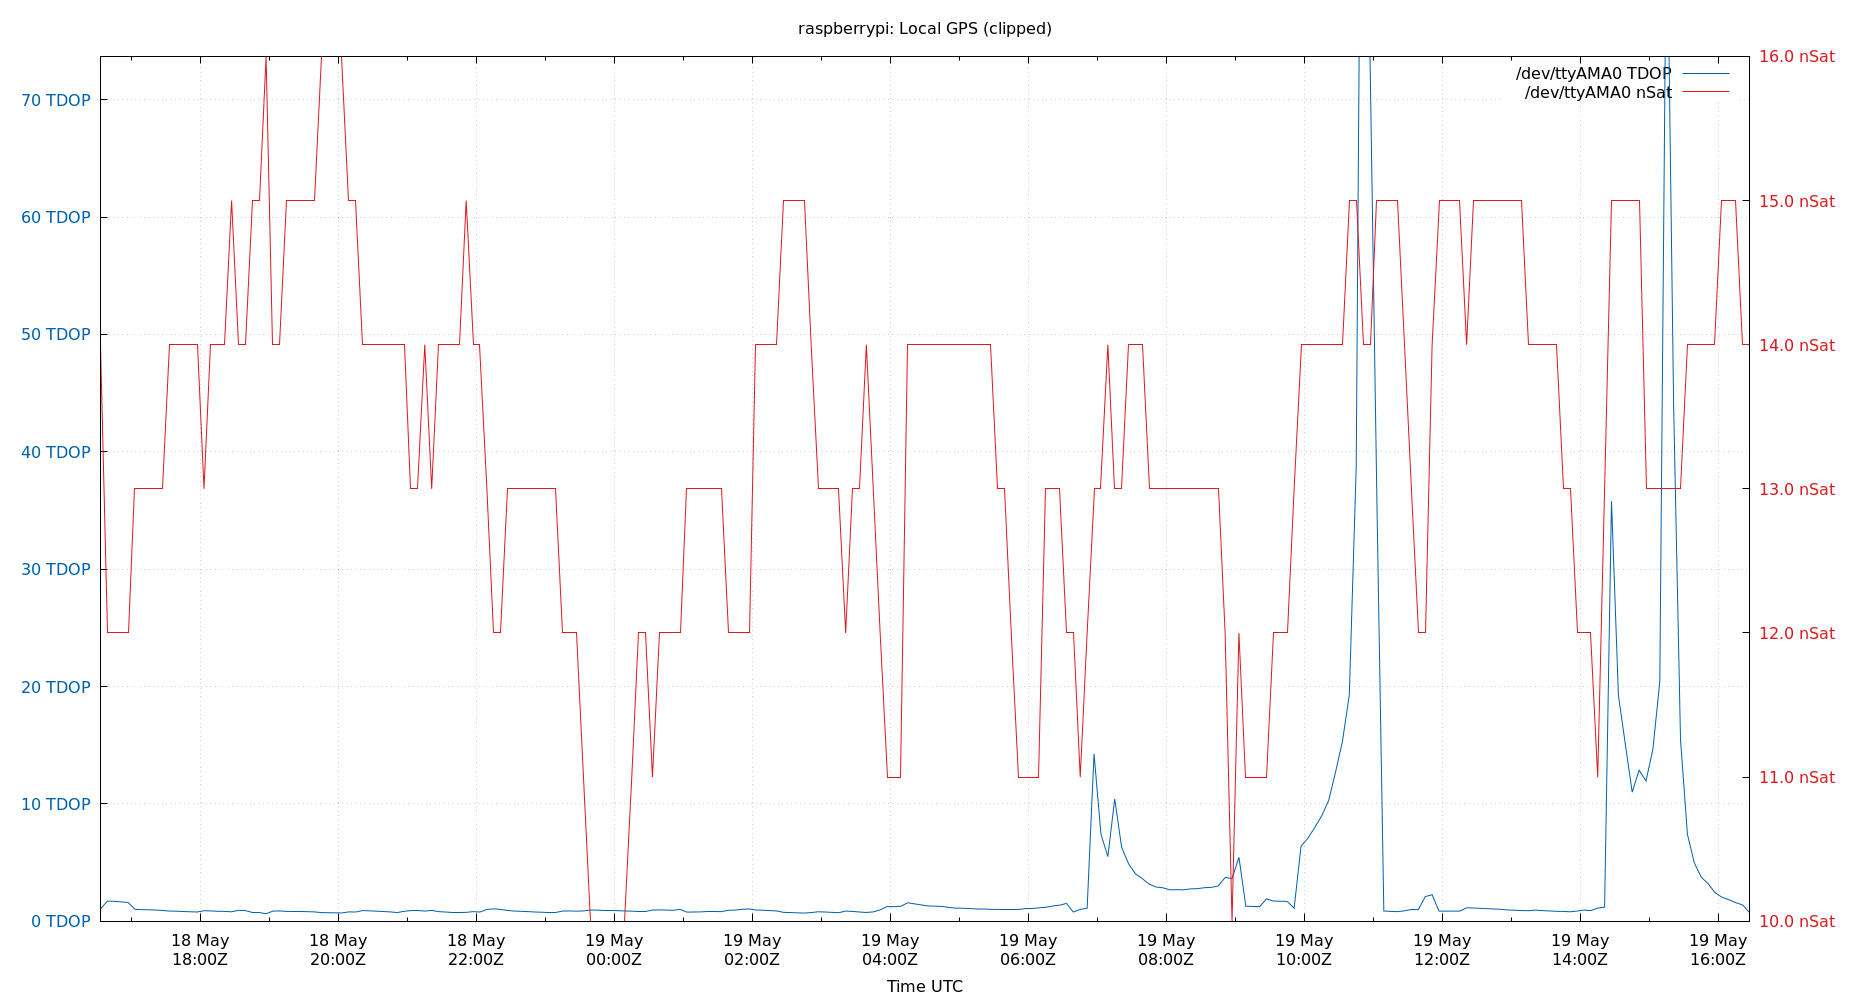 raspberrypi: Local GPS (clipped)
/dev/ttyAMA0 TDOP
/dev/ttyAMA0 nSat
70 TDOP
60 TDOP
50 TDOP
40 TDOP
30 TDOP
20 TDOP
10 TDOP
0 TDOP
16.0 nSat
15.0 nSat
14.0 nSat
13.0 nSat
12.0 nSat
11.0 nSat
10.0 nSat
18 May
18:00Z
18 May
20:00Z
18 May
22:00Z
19 May
00:00Z
19 May
02:00Z
19 May
04:00Z
19 May
06:00Z
19 May
08:00Z
19 May
10:00Z
19 May
12:00Z
19 May
14:00Z
19 May
16:00Z
Time UTC